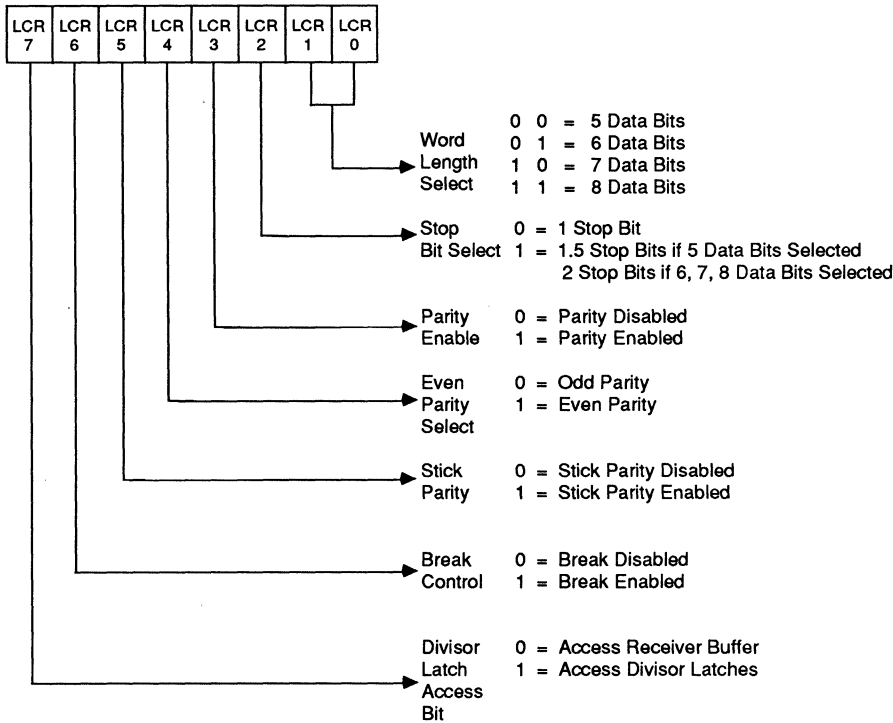 LCR 7 LCR 6 LCR 5 LCR 4 LCR 3 LCR 2 LCR 1 LCR 0
Word Length Select
0 0 = 5 Data Bits
0 1 = 6 Data Bits
1 0 = 7 Data Bits
1 1 = 8 Data Bits
Stop Bit Select
0 = 1 Stop Bit
1 = 1.5 Stop Bits if 5 Data Bits Selected
2 Stop Bits if 6, 7, 8 Data Bits Selected
Parity Enable
0 = Parity Disabled
1 = Parity Enabled
Even Parity Select
0 = Odd Parity
1 = Even Parity
Stick Parity
0 = Stick Parity Disabled
1 = Stick Parity Enabled
Break Control
0 = Break Disabled
1 = Break Enabled
Divisor Latch Access Bit
0 = Access Receiver Buffer
1 = Access Divisor Latches